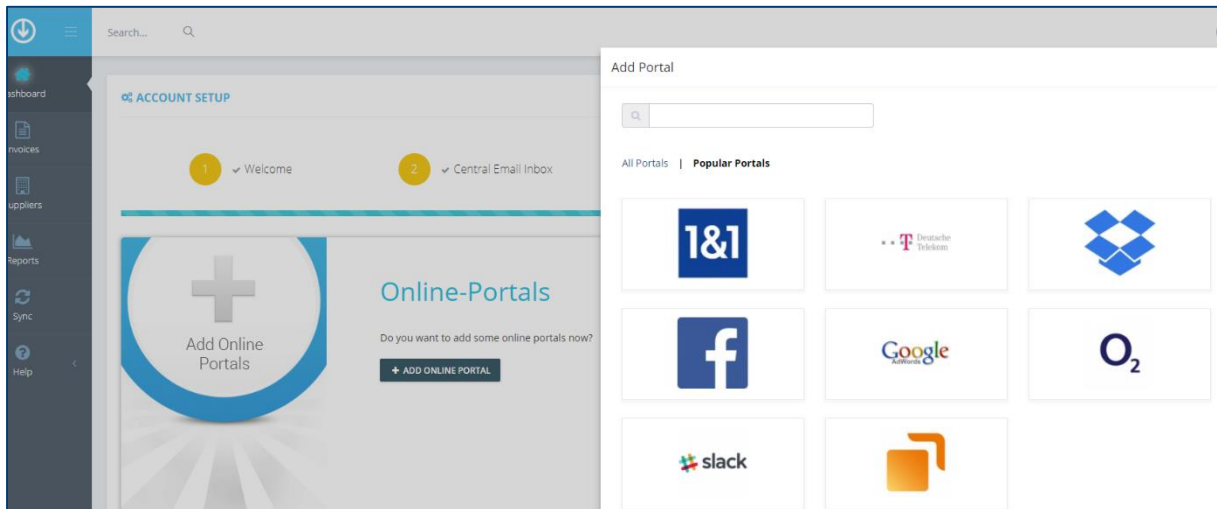 Search...
Add Portal
ashboard
ACCOUNT SETUP
nvoices
1 Welcome 2 Central Email Inbox
All Portals | Popular Portals
uppliers
1&1
Deutsche
Telekom
Reports
Online-Portals
Sync
Add Online
Portals
Do you want to add some online portals now?
+ ADD ONLINE PORTAL
Google
AdWords
O2
Help
slack